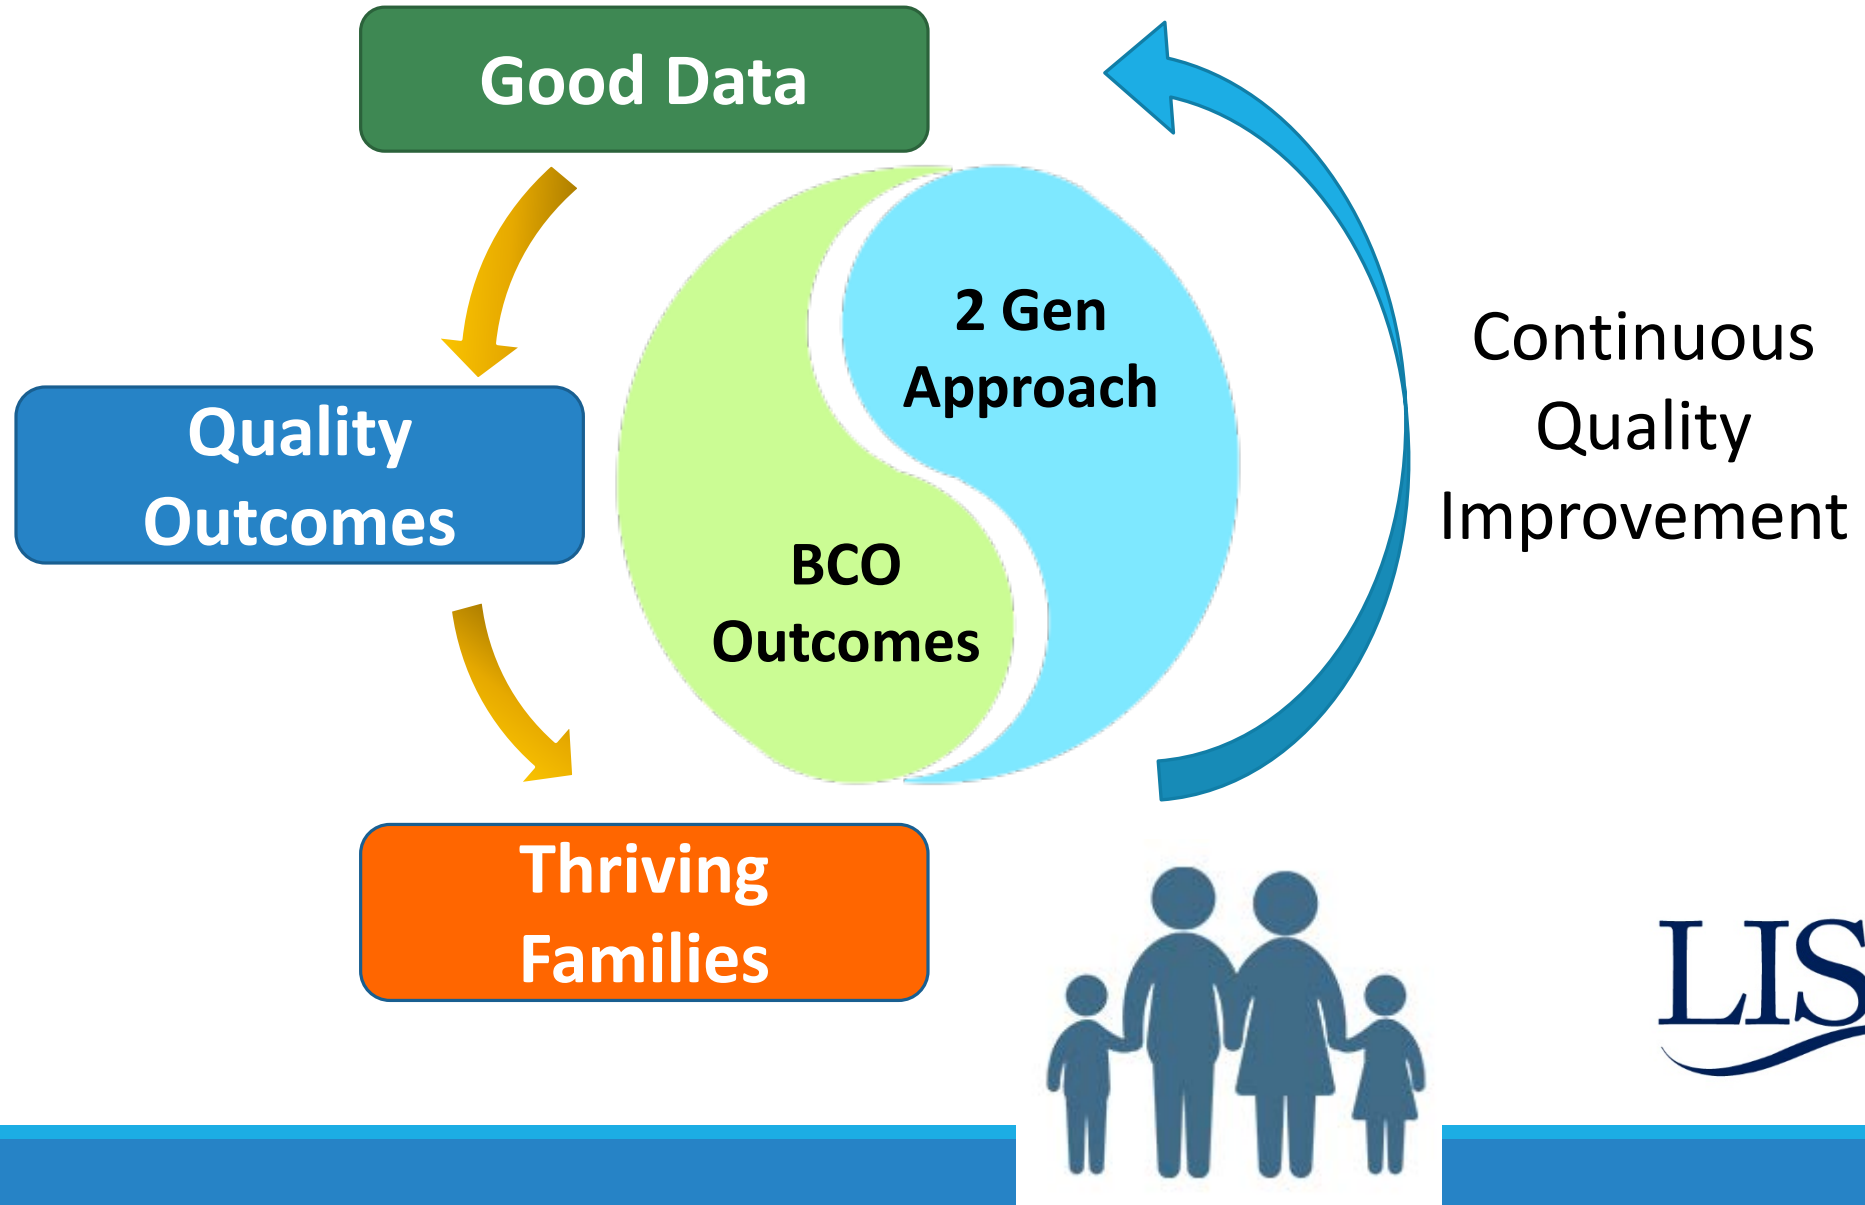 Good Data
2 Gen
Approach
Continuous
Quality
Improvement
Quality
Outcomes
BCO
Outcomes
Thriving
Families
LIS